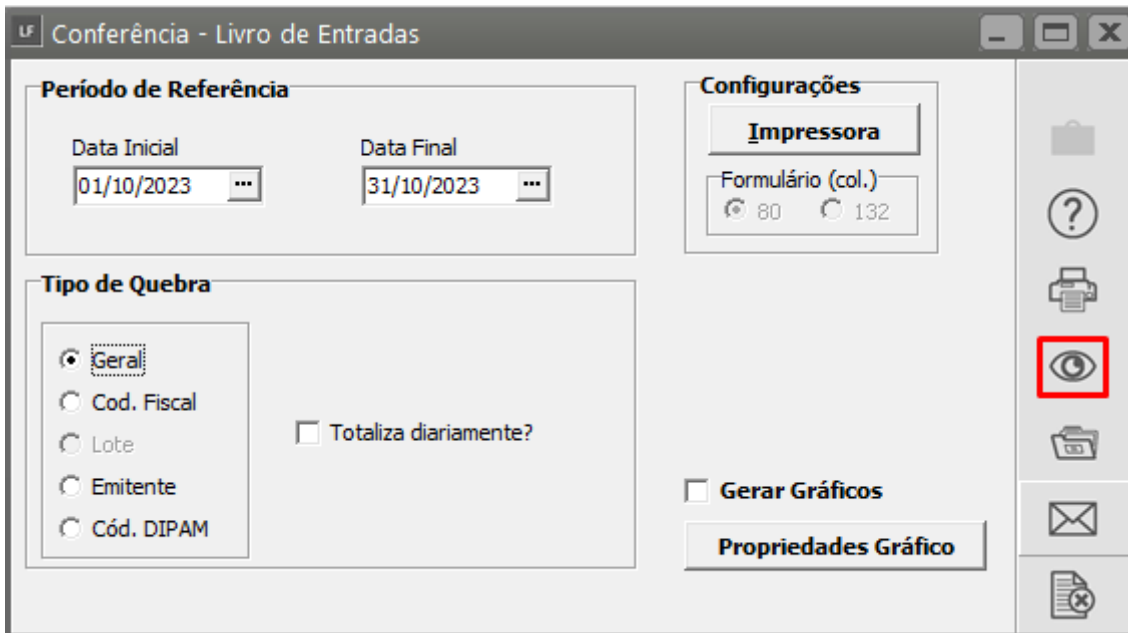 LF Conferência - Livro de Entradas
Período de Referência
Data Inicial
Data Final
01/10/2023 ...
31/10/2023 ...
Configurações
Impressora
Formulário (col.)
80
132
Tipo de Quebra
Geral
Cod. Fiscal
Lote
Emitente
Cód. DIPAM
Totaliza diariamente?
Gerar Gráficos
Propriedades Gráfico
?